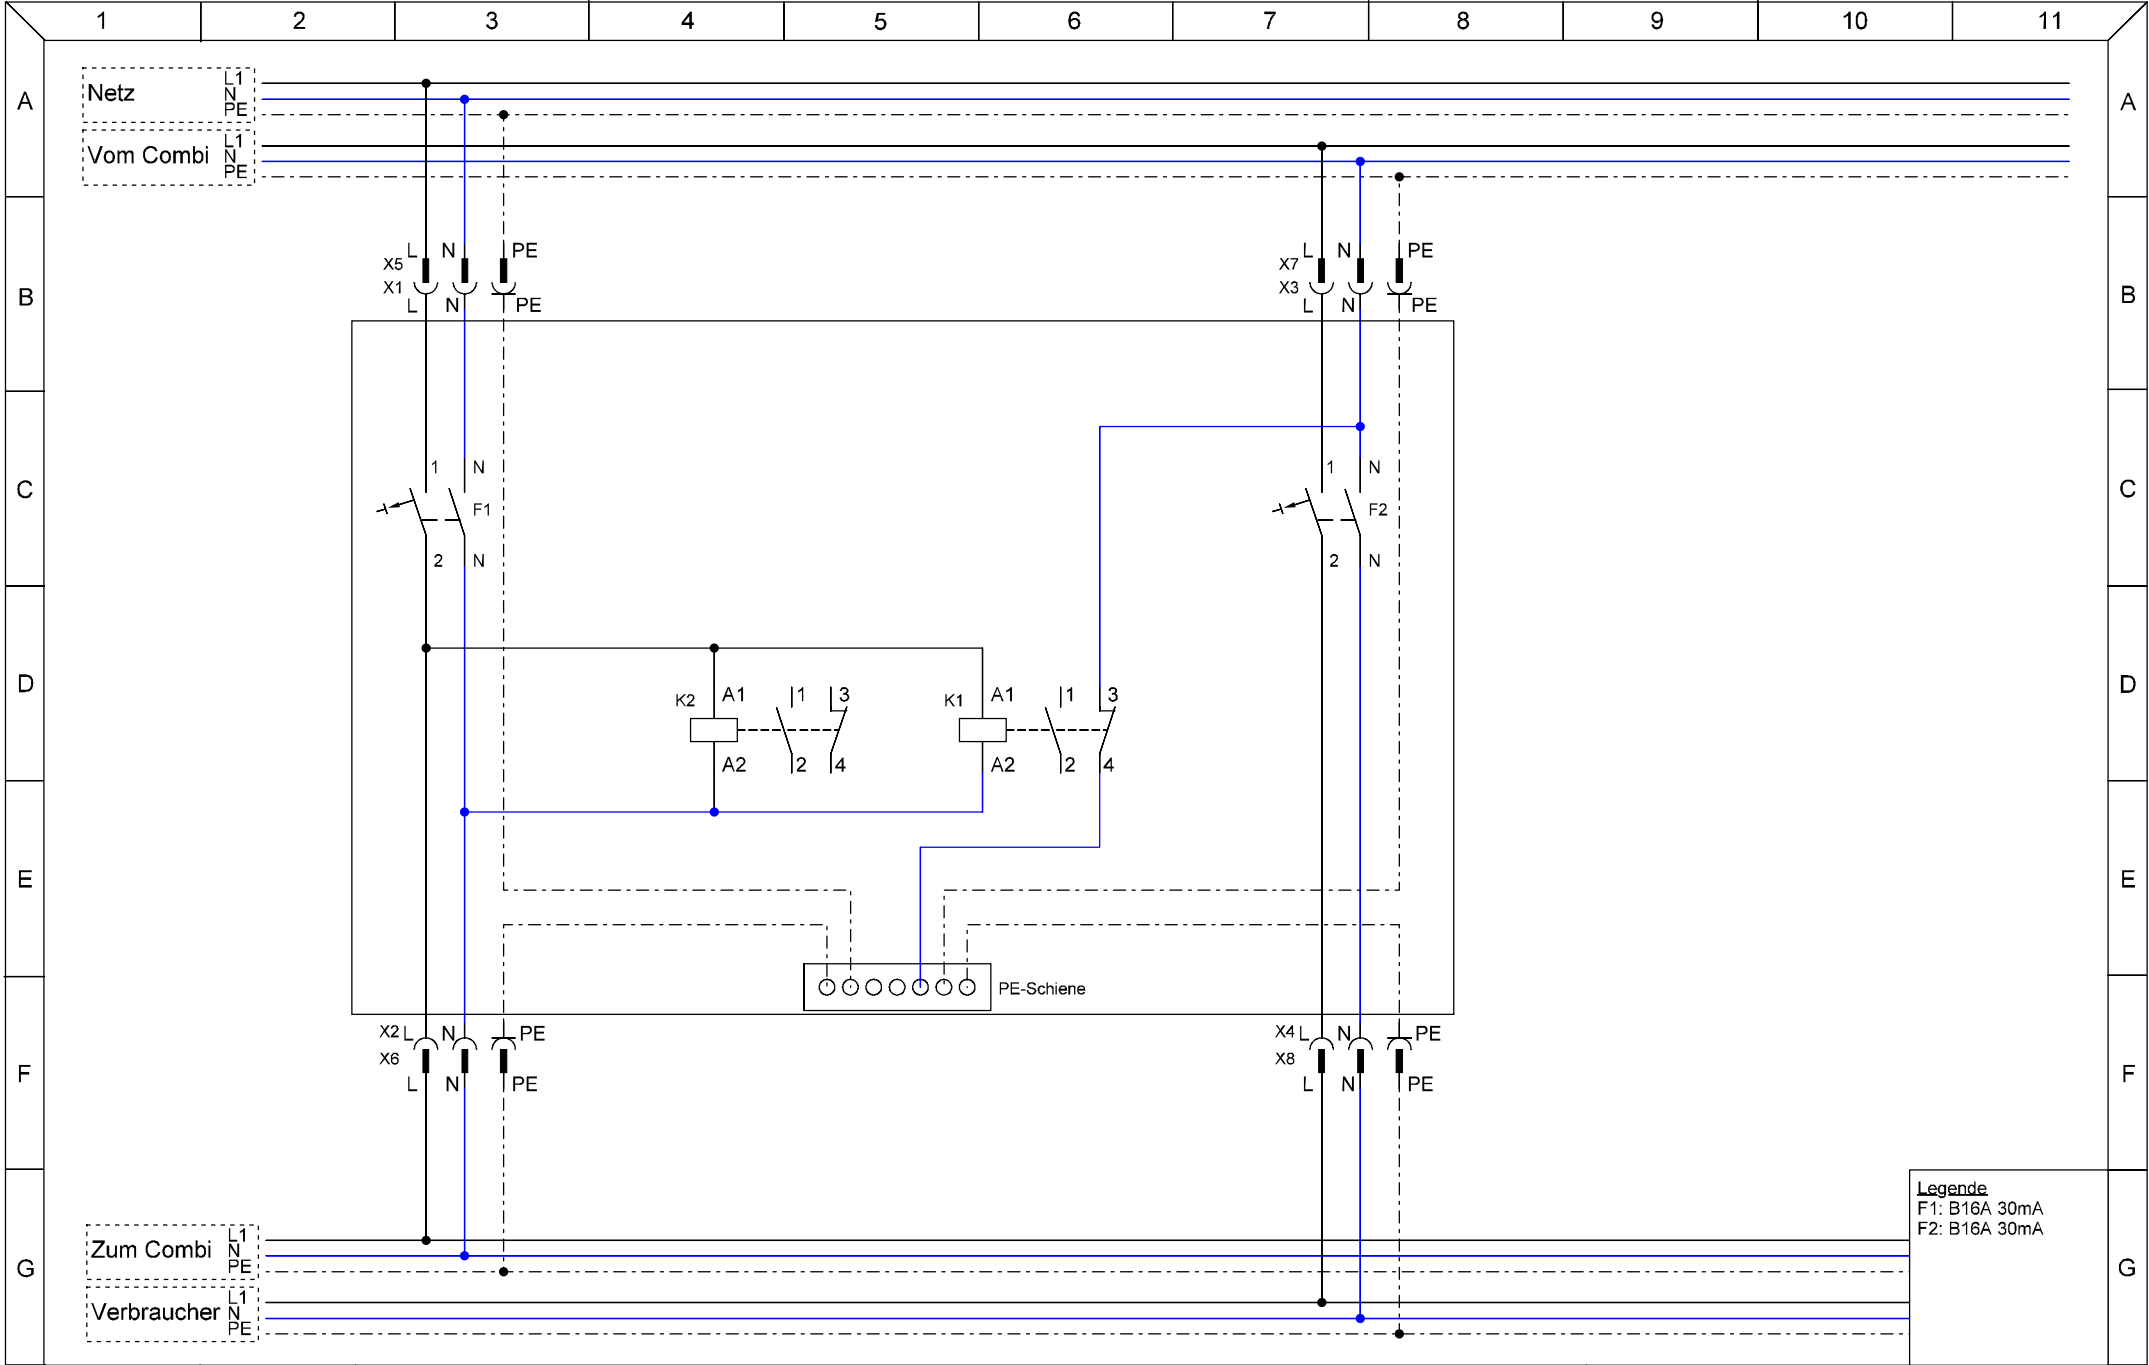 1 2 3 4 5 6 7 8 9 10 11
L1
A Netz N A
PE
L1
Vom Combi N
PE
L N PE L N PE
X5 X7
B X1 X3 B
L N PE L N PE
1 N 1 N
C F1 F2 C
2 N 2 N
D K2 A1 1 3 K1 A1 1 3 D
A2 2 4 A2 2 4
E E
PE-Schiene
X2 L N PE X4 L N PE
X6 X8
F L N PE L N PE F
Legende
F1: B16A 30mA
F2: B16A 30mA
L1
Zum Combi N
PE
G G
L1
Verbraucher N
PE